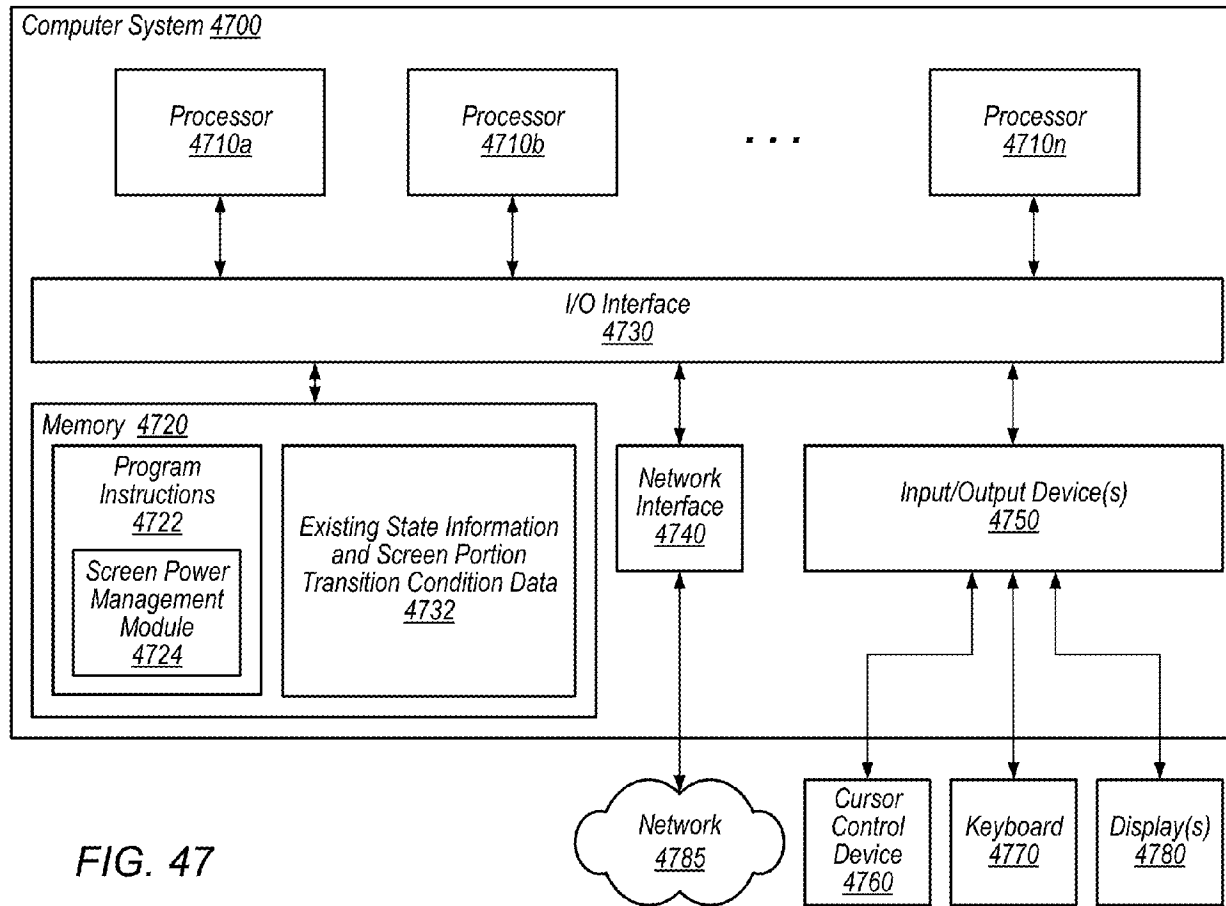 Computer System 4700
Processor
4710a
Processor
4710b
. . .
Processor
4710n
I/O Interface
4730
Memory 4720
Program
Instructions
4722
Screen Power
Management
Module
4724
Existing State Information
and Screen Portion
Transition Condition Data
4732
Network
Interface
4740
Input/Output Device(s)
4750
Network
4785
Cursor
Control
Device
4760
Keyboard
4770
Display(s)
4780
FIG. 47